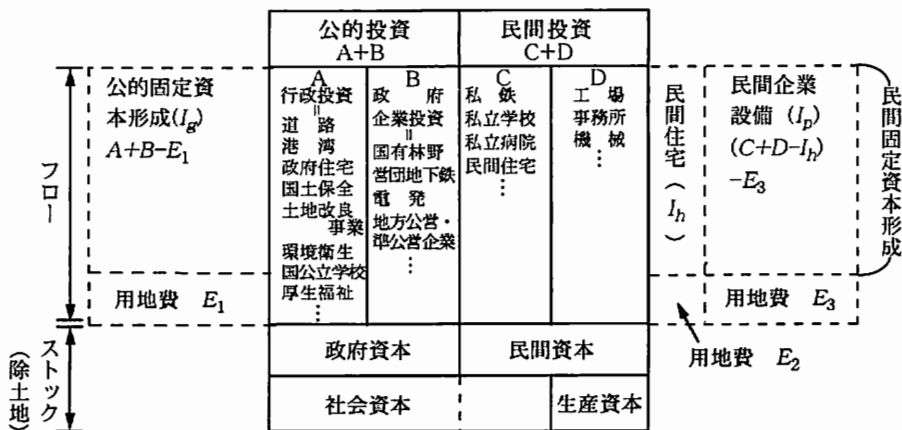 公的投資
A+B
民間投資
C+D
フロー
ストック
(除土地)
公的固定資
本形成(I_g)
A+B−E₁
用地費 E₁
A
行政投資
=
道路
港湾
政府住宅
国土保全
土地改良
事業
環境衛生
国公立学校
厚生福祉
…
B
政府
企業投資
=
国有林野
営団地下鉄
電発
地方公営・
準公営企業
…
C
私鉄
私立学校
私立病院
民間住宅
…
D
工場
事務所
機械
…
民間住宅(I_h)
民間企業
設備(I_p)
(C+D−I_h)
−E₃
用地費 E₃
民間固定資本形成
用地費 E₂
政府資本
民間資本
社会資本
生産資本